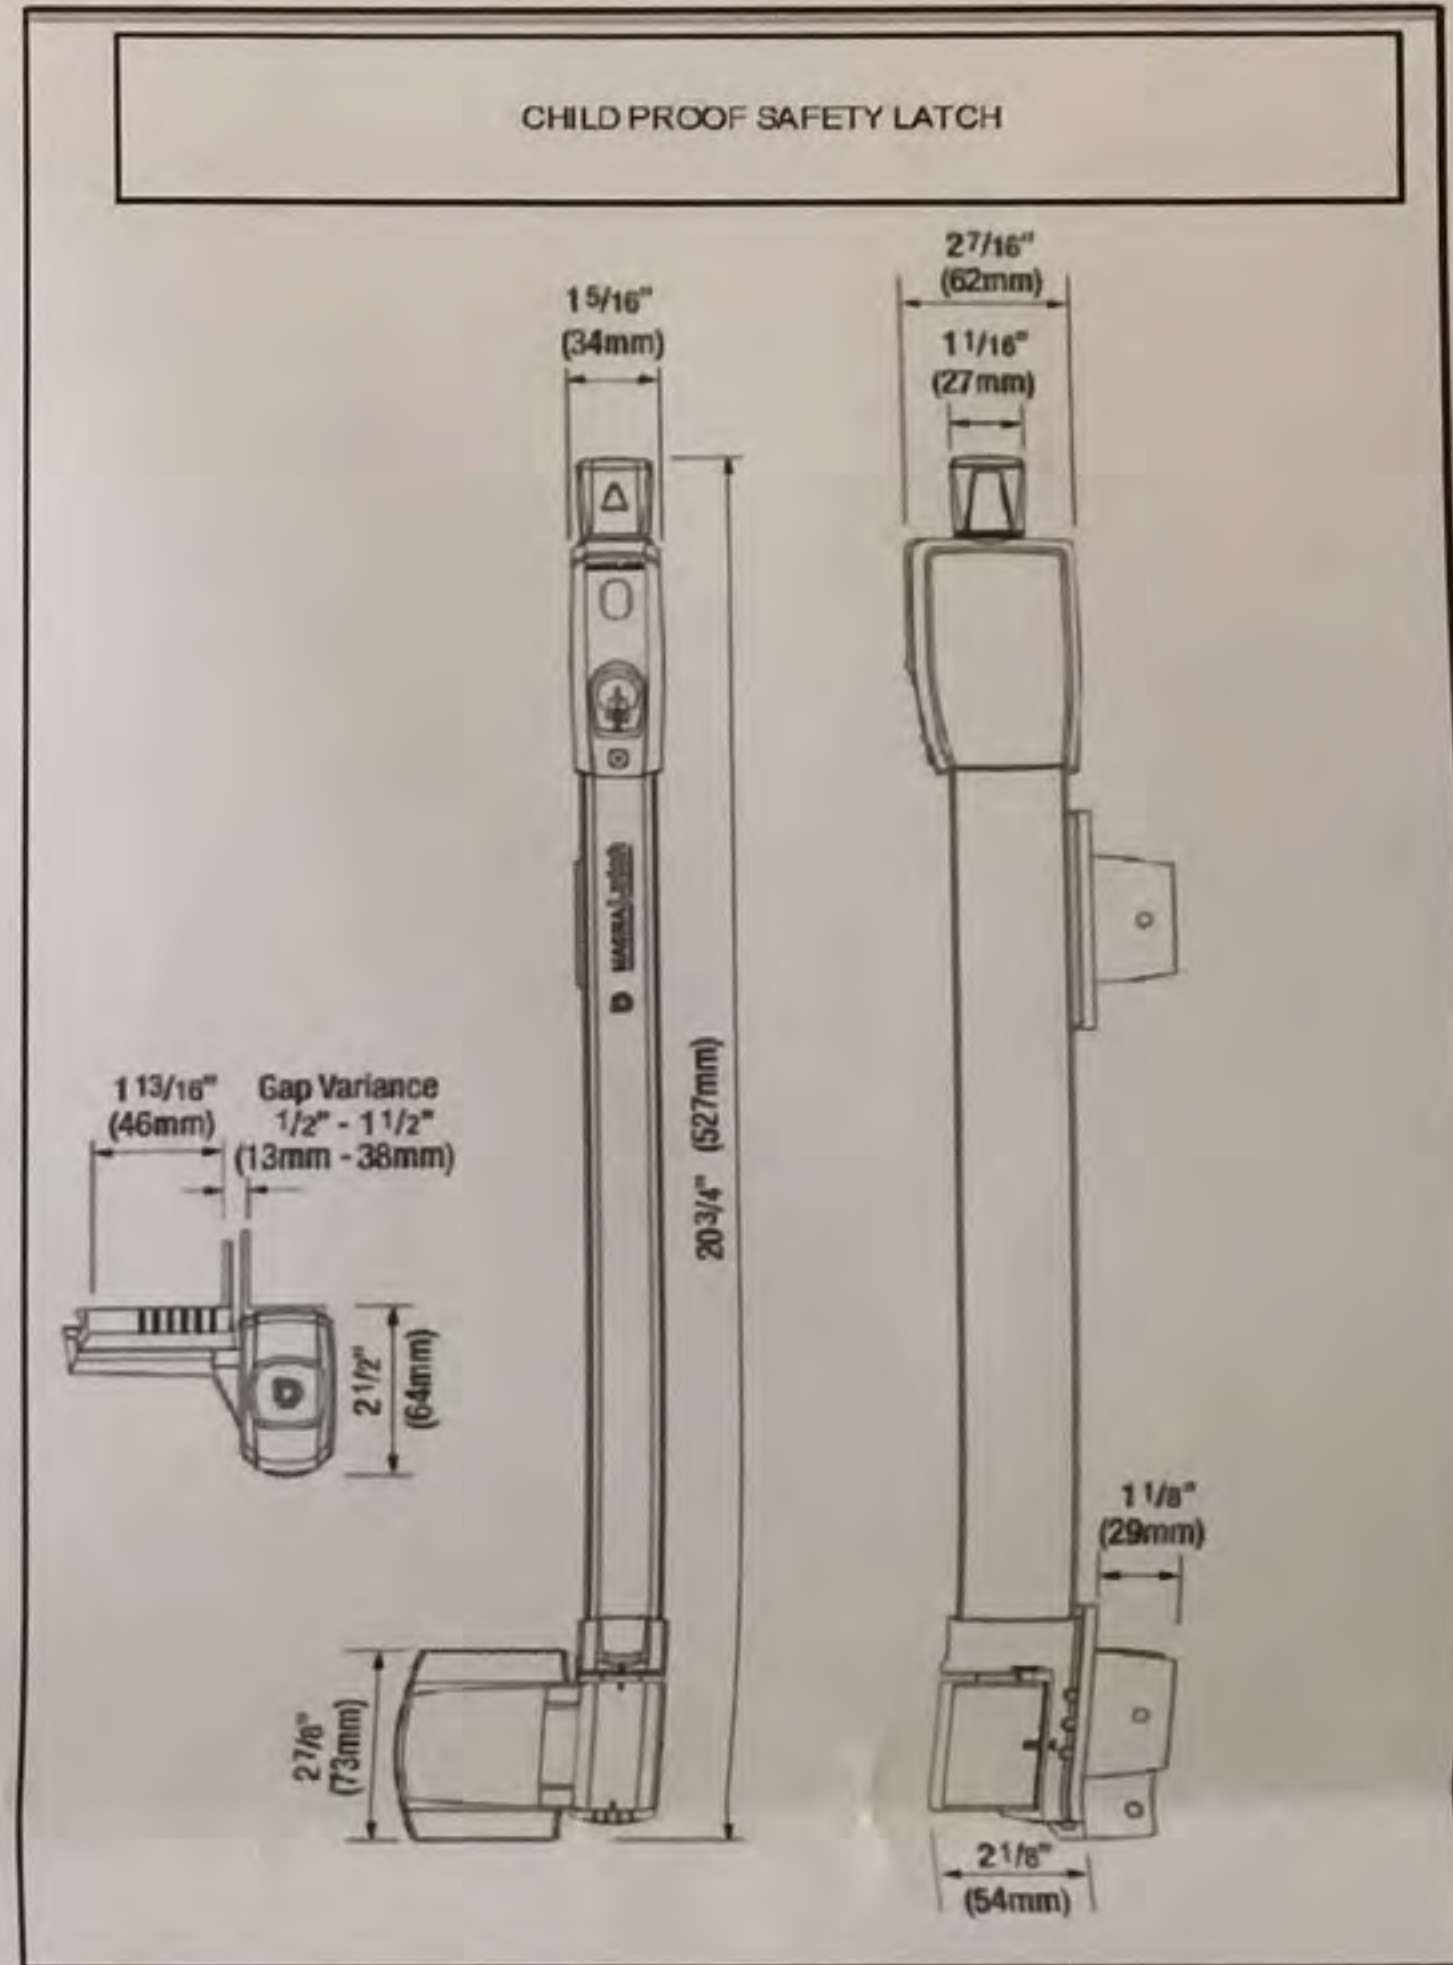 CHILD PROOF SAFETY LATCH
2 7/16"
(62mm)
1 5/16"
(34mm)
1 1/16"
(27mm)
MAGNALatch
20 3/4" (527mm)
1 13/16"
(46mm)
Gap Variance
1/2" - 1 1/2"
(13mm - 38mm)
2 1/2"
(64mm)
1 1/8"
(29mm)
2 7/8"
(73mm)
2 1/8"
(54mm)